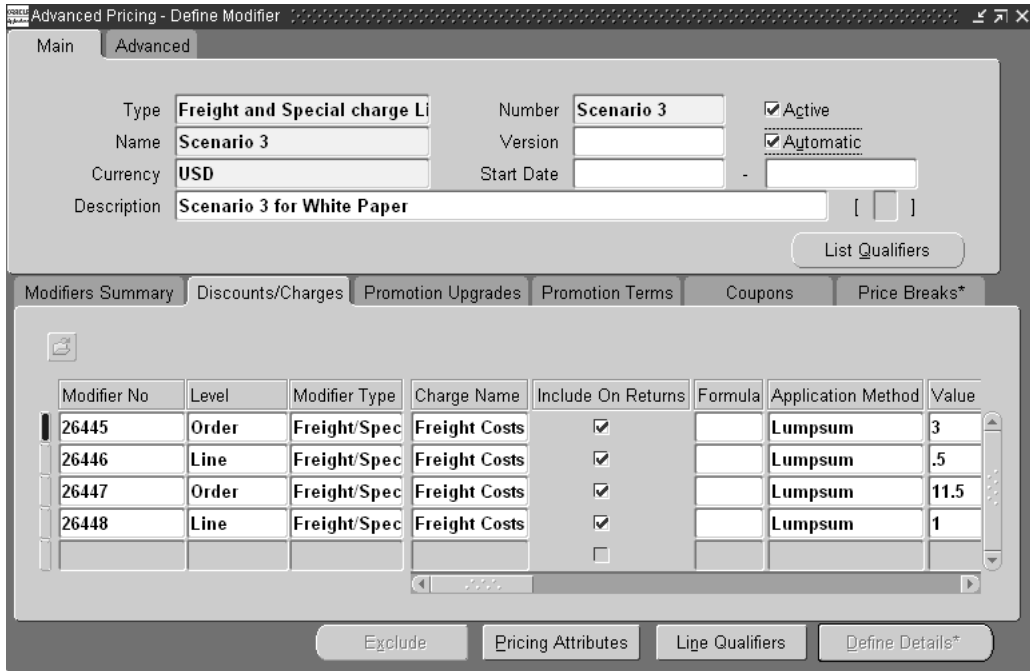 ORACLE Applications Advanced Pricing - Define Modifier
Main Advanced
Type Freight and Special charge Li Number Scenario 3 Active
Name Scenario 3 Version Automatic
Currency USD Start Date -
Description Scenario 3 for White Paper [ ]
List Qualifiers
Modifiers Summary Discounts/Charges Promotion Upgrades Promotion Terms Coupons Price Breaks*
Modifier No Level Modifier Type Charge Name Include On Returns Formula Application Method Value
26445 Order Freight/Spec Freight Costs Lumpsum 3
26446 Line Freight/Spec Freight Costs Lumpsum .5
26447 Order Freight/Spec Freight Costs Lumpsum 11.5
26448 Line Freight/Spec Freight Costs Lumpsum 1
Exclude Pricing Attributes Line Qualifiers Define Details*